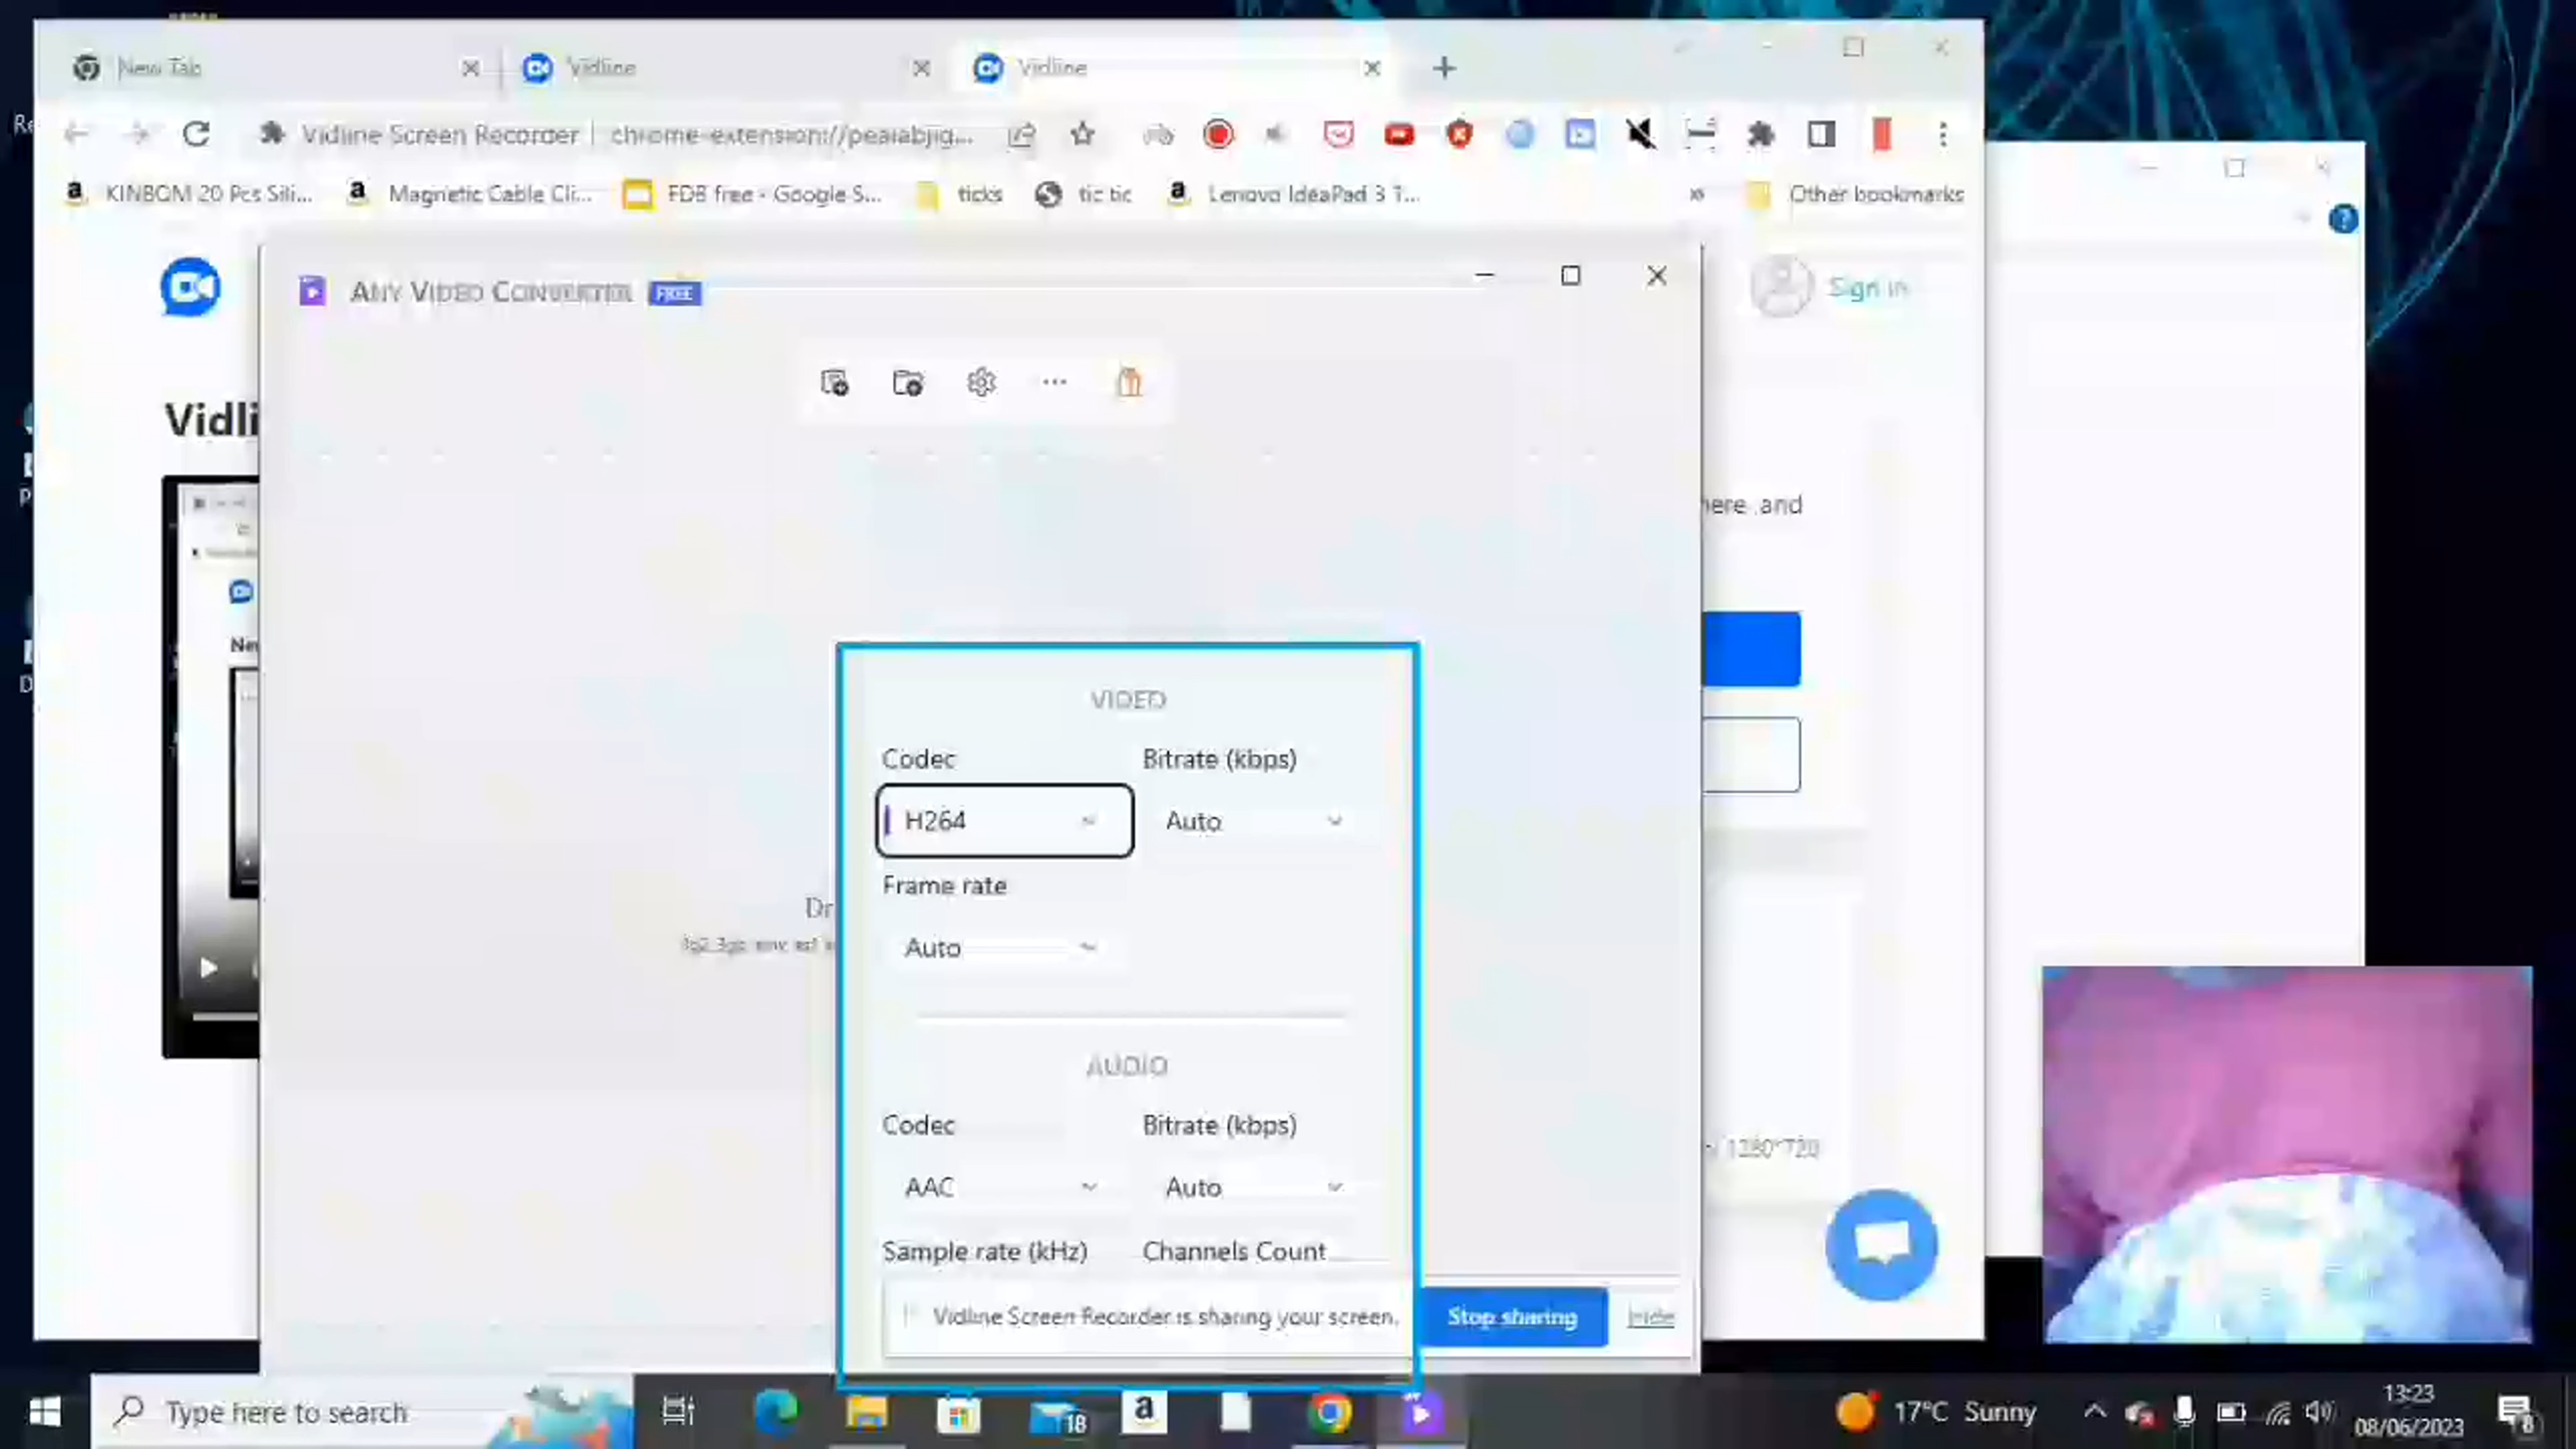 New Tab
Vidline
Vidline
Vidline Screen Recorder
chrome-extension://peaiabjig...
KINBOM 20 Pcs Sili...
Magnetic Cable Cli...
FDB free - Google S...
ticks
tic tic
Lenovo IdeaPad 3 1...
»
Other bookmarks
ANY VIDEO CONVERTER FREE
Sign in
Vidli
here and
Ne
VIDEO
Codec
Bitrate (kbps)
H264
Auto
Frame rate
Auto
Dr
AUDIO
Codec
Bitrate (kbps)
AAC
Auto
1280*720
Sample rate (kHz)
Channels Count
Vidline Screen Recorder is sharing your screen.
Stop sharing
Hide
Type here to search
18
17°C Sunny
13:23
08/06/2023
8